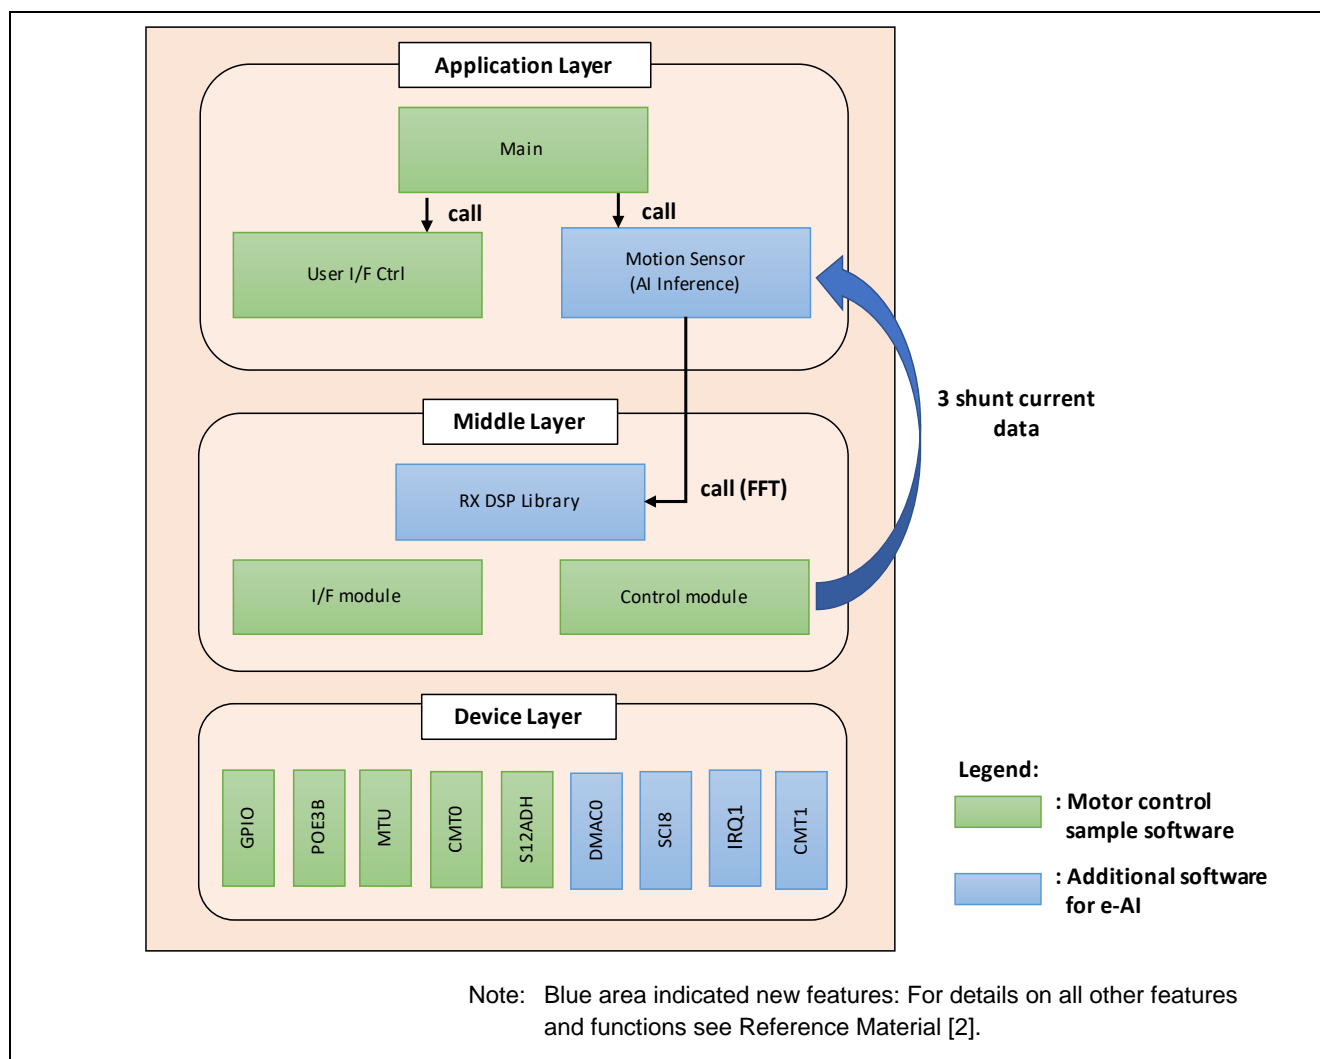 Application Layer
Main
call
call
User I/F Ctrl
Motion Sensor
(AI Inference)
3 shunt current
data
Middle Layer
RX DSP Library
call (FFT)
I/F module
Control module
Device Layer
GPIO
POE3B
MTU
CMT0
S12ADH
DMAC0
SCI8
IRQ1
CMT1
Legend:
: Motor control
sample software
: Additional software
for e-AI
Note: Blue area indicated new features: For details on all other features
and functions see Reference Material [2].